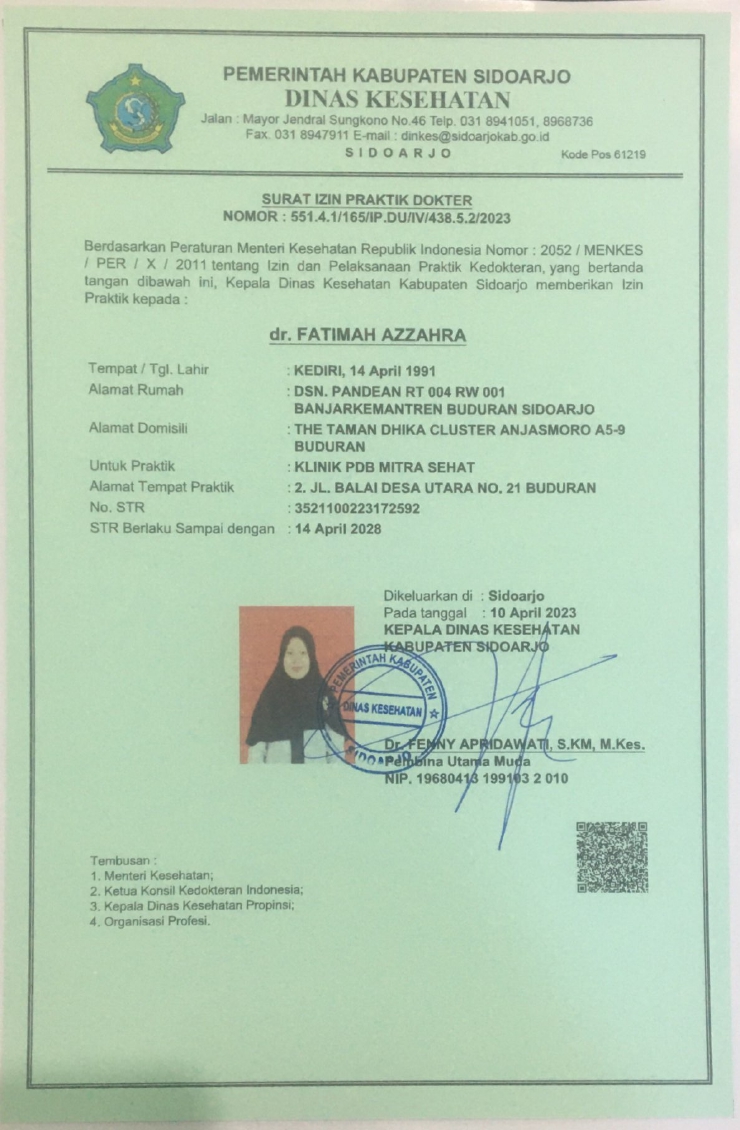 PEMERINTAH KABUPATEN SIDOARJO
DINAS KESEHATAN
Jalan : Mayor Jendral Sungkono No.46 Telp. 031 8941051, 8968736
Fax. 031 8947911 E-mail : dinkes@sidoarjokab.go.id
SIDOARJO
Kode Pos 61219
SURAT IZIN PRAKTIK DOKTER
NOMOR : 551.4.1/165/IP.DU/IV/438.5.2/2023
Berdasarkan Peraturan Menteri Kesehatan Republik Indonesia Nomor : 2052 / MENKES
/ PER / X / 2011 tentang Izin dan Pelaksanaan Praktik Kedokteran, yang bertanda
tangan dibawah ini, Kepala Dinas Kesehatan Kabupaten Sidoarjo memberikan Izin
Praktik kepada :
dr. FATIMAH AZZAHRA
Tempat / Tgl. Lahir : KEDIRI, 14 April 1991
Alamat Rumah : DSN. PANDEAN RT 004 RW 001
BANJARKEMANTREN BUDURAN SIDOARJO
Alamat Domisili : THE TAMAN DHIKA CLUSTER ANJASMORO A5-9
BUDURAN
Untuk Praktik : KLINIK PDB MITRA SEHAT
Alamat Tempat Praktik : 2. JL. BALAI DESA UTARA NO. 21 BUDURAN
No. STR : 3521100223172592
STR Berlaku Sampai dengan : 14 April 2028
Dikeluarkan di : Sidoarjo
Pada tanggal : 10 April 2023
KEPALA DINAS KESEHATAN
KABUPATEN SIDOARJO
PEMERINTAH KABUPATEN
DINAS KESEHATAN
SIDOARJO
Dr. FENNY APRIDAWATI, S.KM, M.Kes.
Pembina Utama Muda
NIP. 19680413 199103 2 010
Tembusan :
1. Menteri Kesehatan;
2. Ketua Konsil Kedokteran Indonesia;
3. Kepala Dinas Kesehatan Propinsi;
4. Organisasi Profesi.